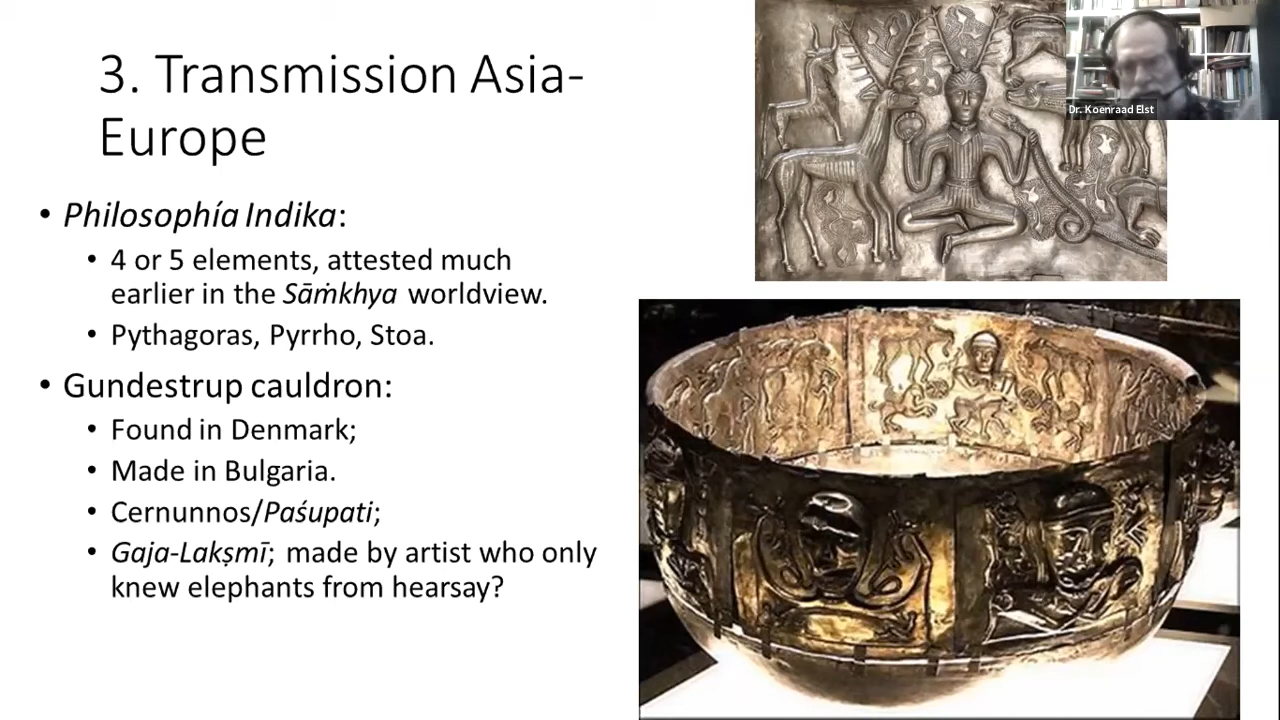 3. Transmission Asia-
Europe
• Philosophía Indika:
• 4 or 5 elements, attested much
earlier in the Sāṁkhya worldview.
• Pythagoras, Pyrrho, Stoa.
• Gundestrup cauldron:
• Found in Denmark;
• Made in Bulgaria.
• Cernunnos/Paśupati;
• Gaja-Lakṣmī; made by artist who only
knew elephants from hearsay?
Dr. Koenraad Elst